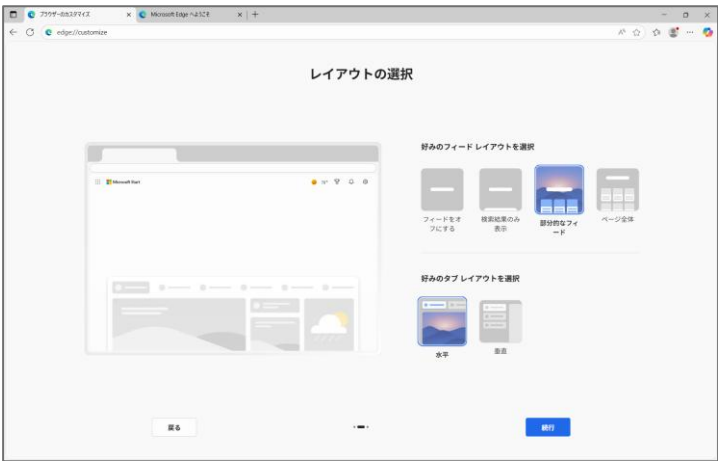 ブラウザーのカスタマイズ
Microsoft Edge へようこそ
edge://customize
レイアウトの選択
Microsoft Start
好みのフィード レイアウトを選択
フィードをオ
フにする
検索結果のみ
表示
部分的なフィ
ード
ページ全体
好みのタブ レイアウトを選択
水平
垂直
戻る
続行